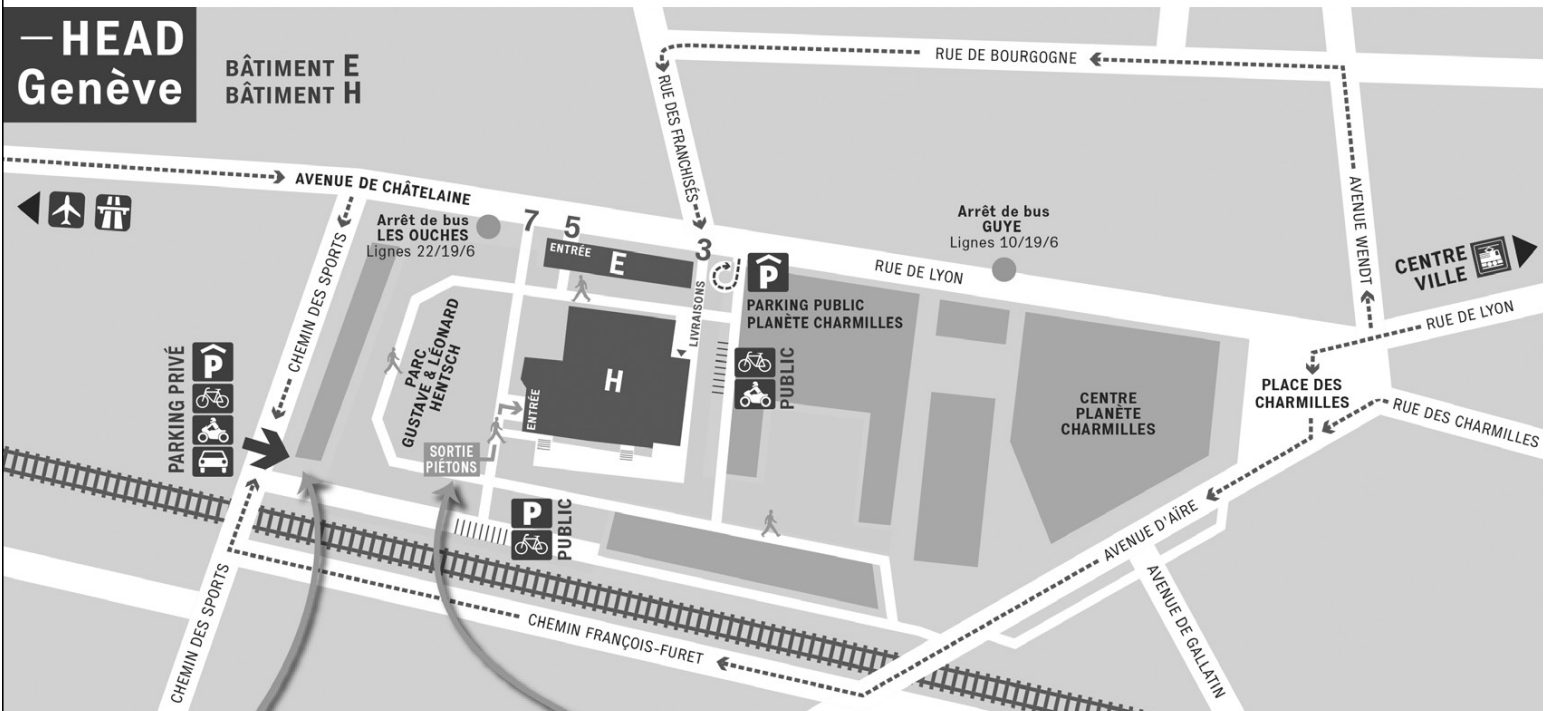 —HEAD
Genève
BÂTIMENT E
BÂTIMENT H
RUE DE BOURGOGNE
RUE DES FRANCHISÉS
AVENUE DE CHÂTELAINE
AVENUE WENDT
Arrêt de bus
LES OUCHES
Lignes 22/19/6
7
5
3
ENTRÉE
E
Arrêt de bus
GUYE
Lignes 10/19/6
RUE DE LYON
CENTRE
VILLE
RUE DE LYON
CHEMIN DES SPORTS
LIVRAISONS
P
PARKING PUBLIC
PLANÈTE CHARMILLES
PARC
GUSTAVE & LÉONARD
HENTSCH
H
ENTRÉE
PUBLIC
PARKING PRIVÉ
P
CENTRE
PLANÈTE
CHARMILLES
PLACE DES
CHARMILLES
RUE DES CHARMILLES
SORTIE
PIÉTONS
P
PUBLIC
AVENUE D'AÏRE
AVENUE DE GALLATIN
CHEMIN DES SPORTS
CHEMIN FRANÇOIS-FURET